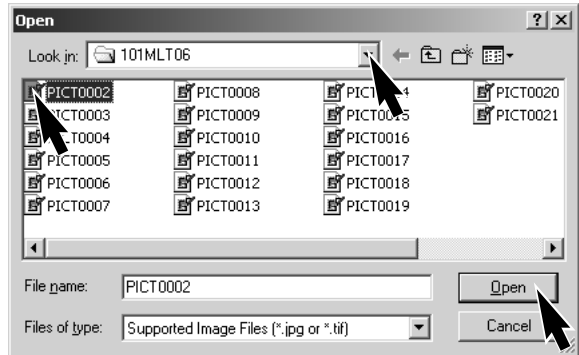 Open
Look in: 101MLT06
PICT0002 PICT0008 PICT0020
PICT0003 PICT0009 PICT0021
PICT0010 PICT0016
PICT0005 PICT0011 PICT0017
PICT0006 PICT0012 PICT0018
PICT0007 PICT0013 PICT0019
File name: PICT0002 Open
Files of type: Supported Image Files (*.jpg or *.tif) Cancel